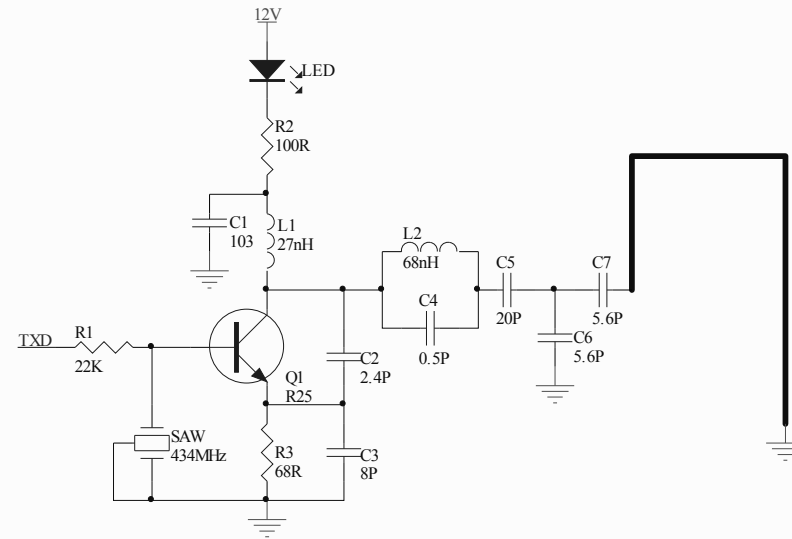 12V
LED
R2
100R
C1
103
L1
27nH
L2
68nH
C4
0.5P
C5
20P
C7
5.6P
C6
5.6P
TXD
R1
22K
C2
2.4P
Q1
R25
SAW
434MHz
R3
68R
C3
8P